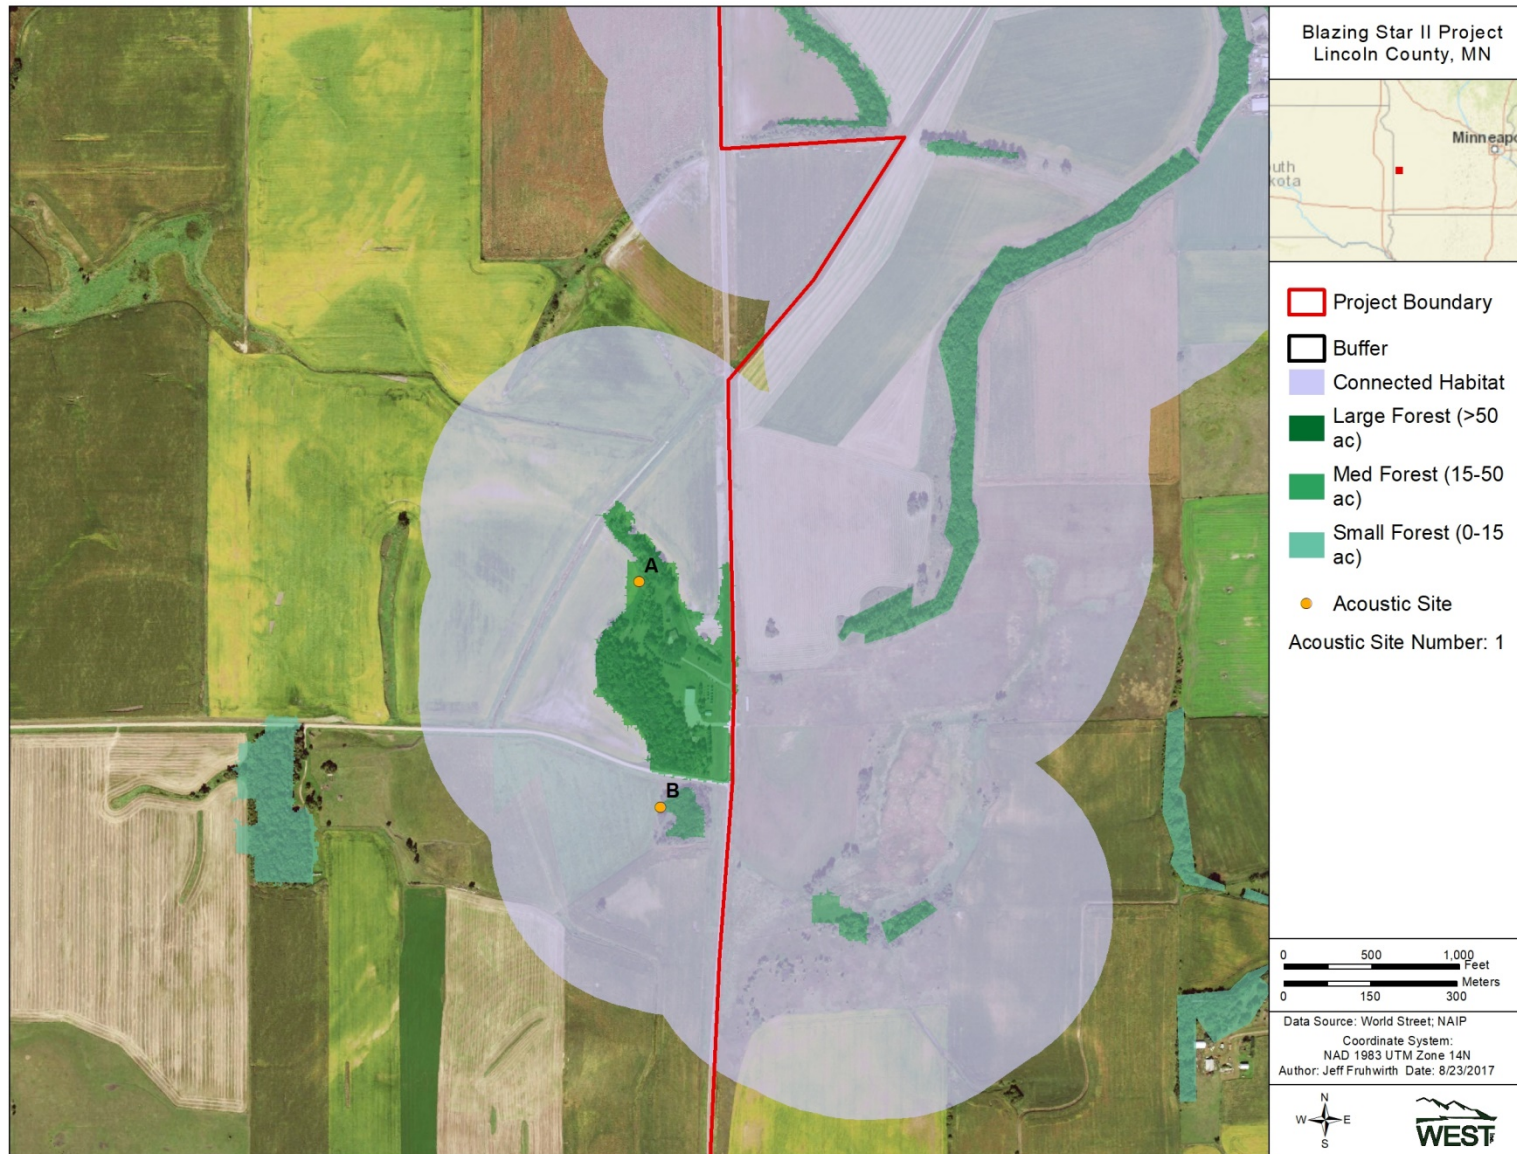 Blazing Star II Project
Lincoln County, MN
Minneapo
outh
kota
Project Boundary
Buffer
Connected Habitat
Large Forest (>50
ac)
Med Forest (15-50
ac)
Small Forest (0-15
ac)
Acoustic Site
Acoustic Site Number: 1
A
B
0 500 1,000
Feet
Meters
0 150 300
Data Source: World Street; NAIP
Coordinate System:
NAD 1983 UTM Zone 14N
Author: Jeff Fruhwirth Date: 8/23/2017
N
W E
S
WEST